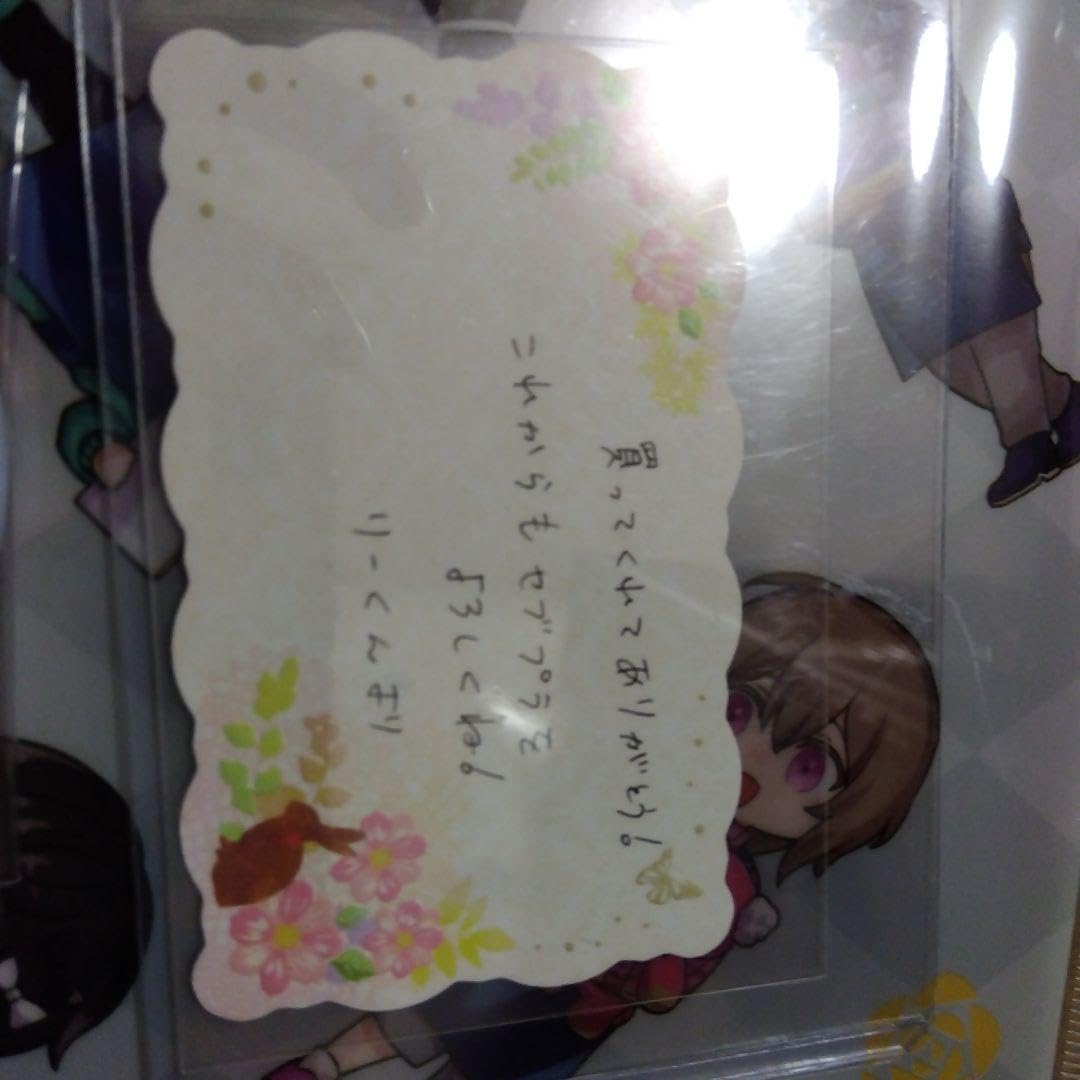 買ってくれてありがとう!
これからもセブプラを
よろしくね!
りーくんより